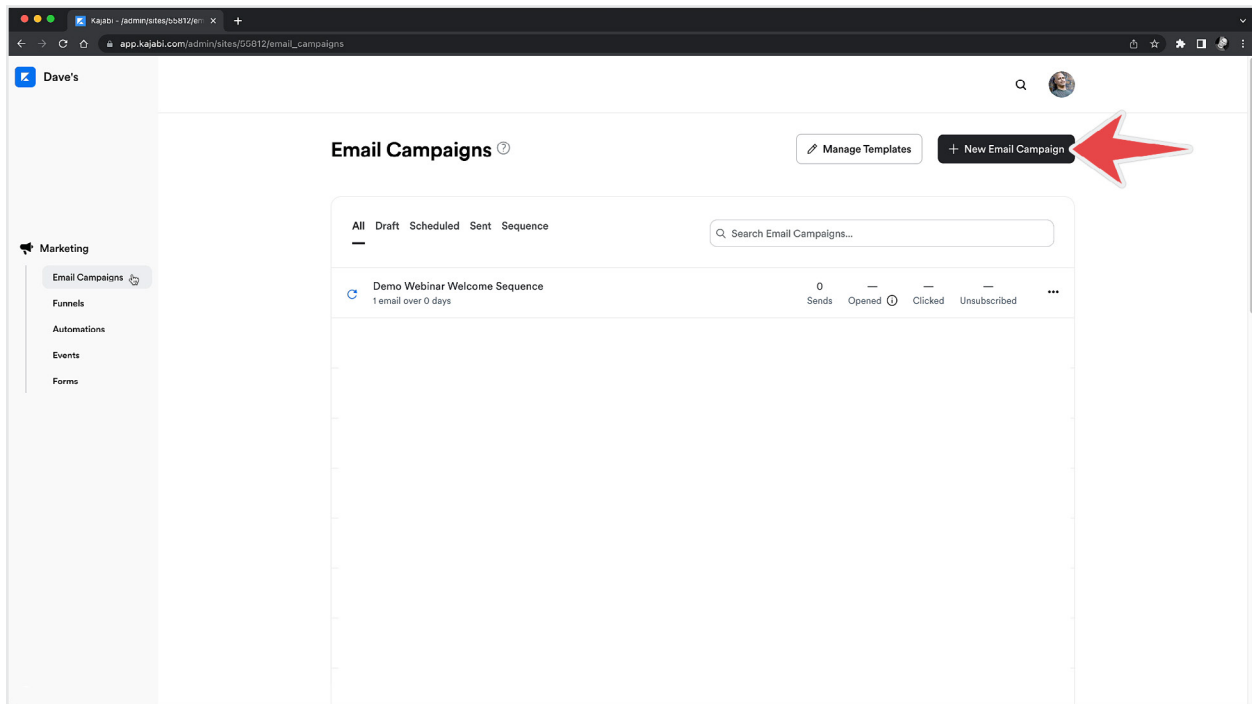 Kajabi - /admin/sites/55812/em
app.kajabi.com/admin/sites/55812/email_campaigns
Dave's
Marketing
Email Campaigns
Funnels
Automations
Events
Forms
Email Campaigns ?
Manage Templates
+ New Email Campaign
All Draft Scheduled Sent Sequence
Search Email Campaigns...
Demo Webinar Welcome Sequence
1 email over 0 days
0 — — —
Sends Opened Clicked Unsubscribed